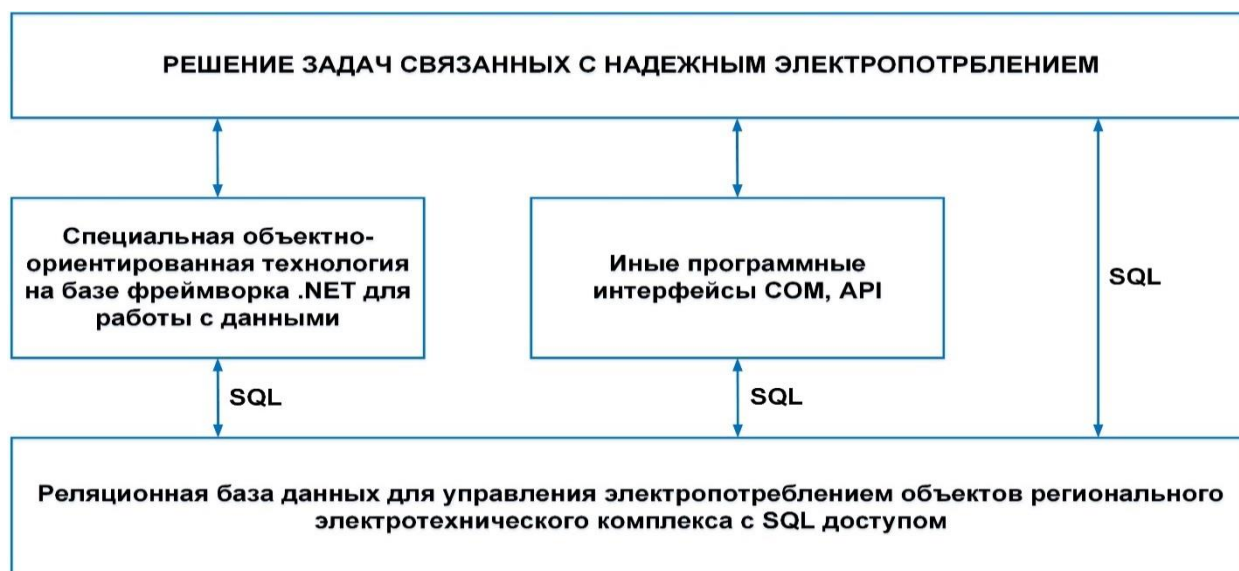 РЕШЕНИЕ ЗАДАЧ СВЯЗАННЫХ С НАДЕЖНЫМ ЭЛЕКТРОПОТРБЛЕНИЕМ
Специальная объектно-
ориентированная технология
на базе фреймворка .NET для
работы с данными
Иные программные
интерфейсы COM, API
SQL
SQL
SQL
Реляционная база данных для управления электропотреблением объектов регионального
электротехнического комплекса с SQL доступом